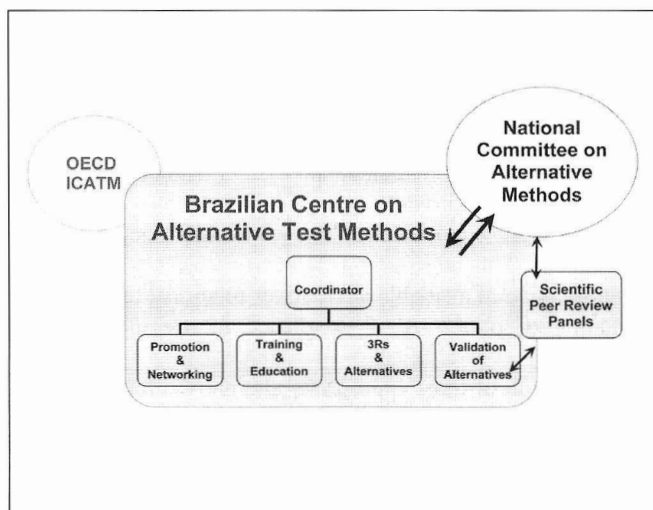 OECD
ICATM
National
Committee on
Alternative
Methods
Brazilian Centre on
Alternative Test Methods
Coordinator
Scientific
Peer Review
Panels
Promotion
&
Networking
Training
&
Education
3Rs
&
Alternatives
Validation
of
Alternatives